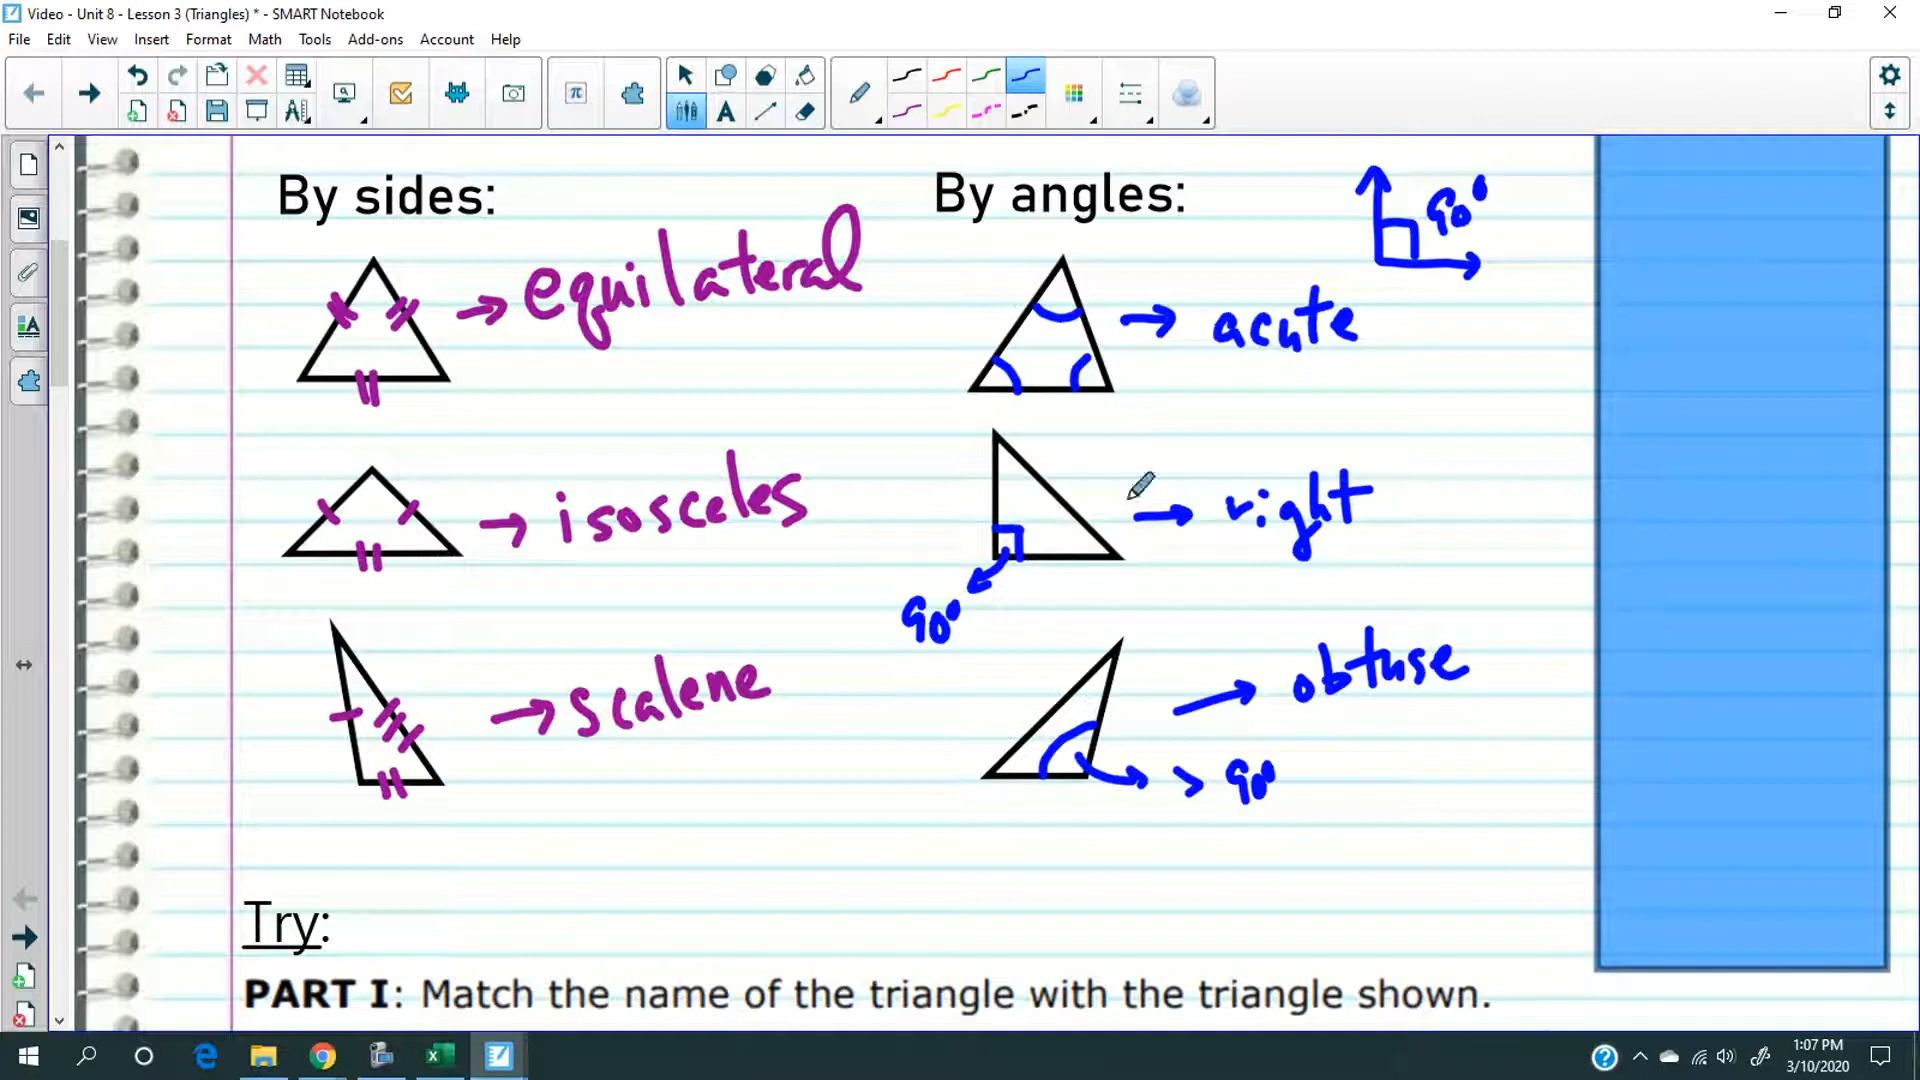 Video - Unit 8 - Lesson 3 (Triangles) * - SMART Notebook
File Edit View Insert Format Math Tools Add-ons Account Help
By sides:
By angles:
90°
equilateral
acute
isosceles
right
90°
scalene
obtuse
> 90°
Try:
PART I: Match the name of the triangle with the triangle shown.
1:07 PM
3/10/2020